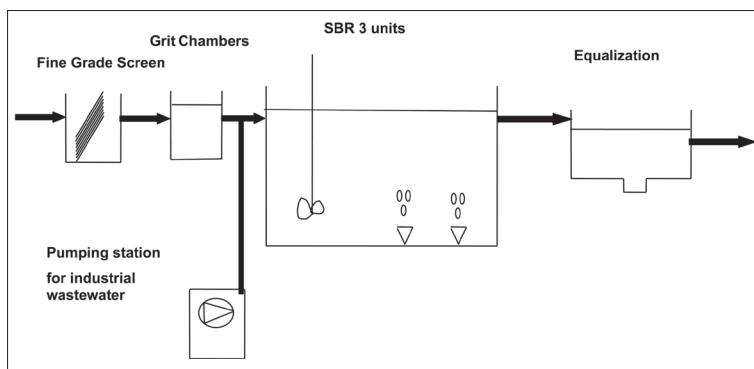 SBR 3 units
Grit Chambers
Fine Grade Screen
Equalization
Pumping station
for industrial
wastewater